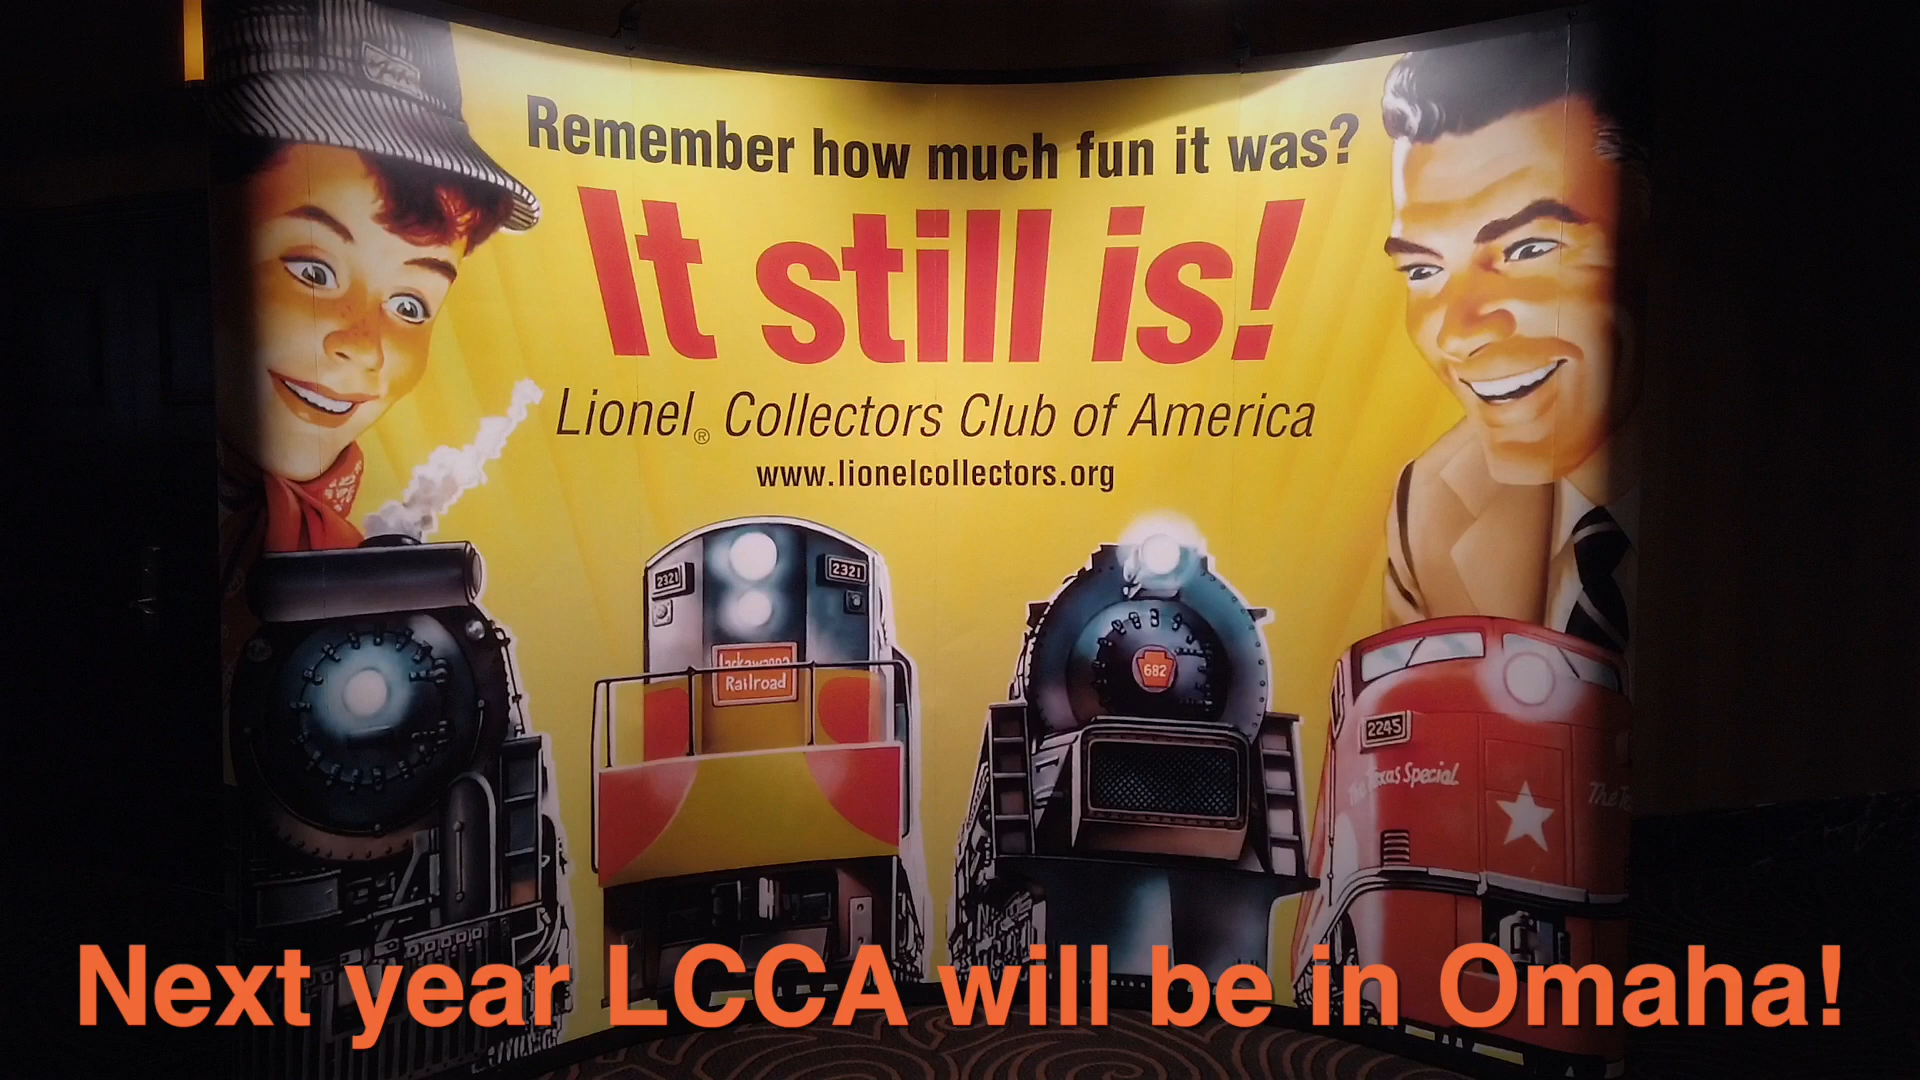 Remember how much fun it was?
It still is!
Lionel® Collectors Club of America
www.lionelcollectors.org
2321
2321
Lackawanna
Railroad
682
2245
The Texas Special
Next year LCCA will be in Omaha!